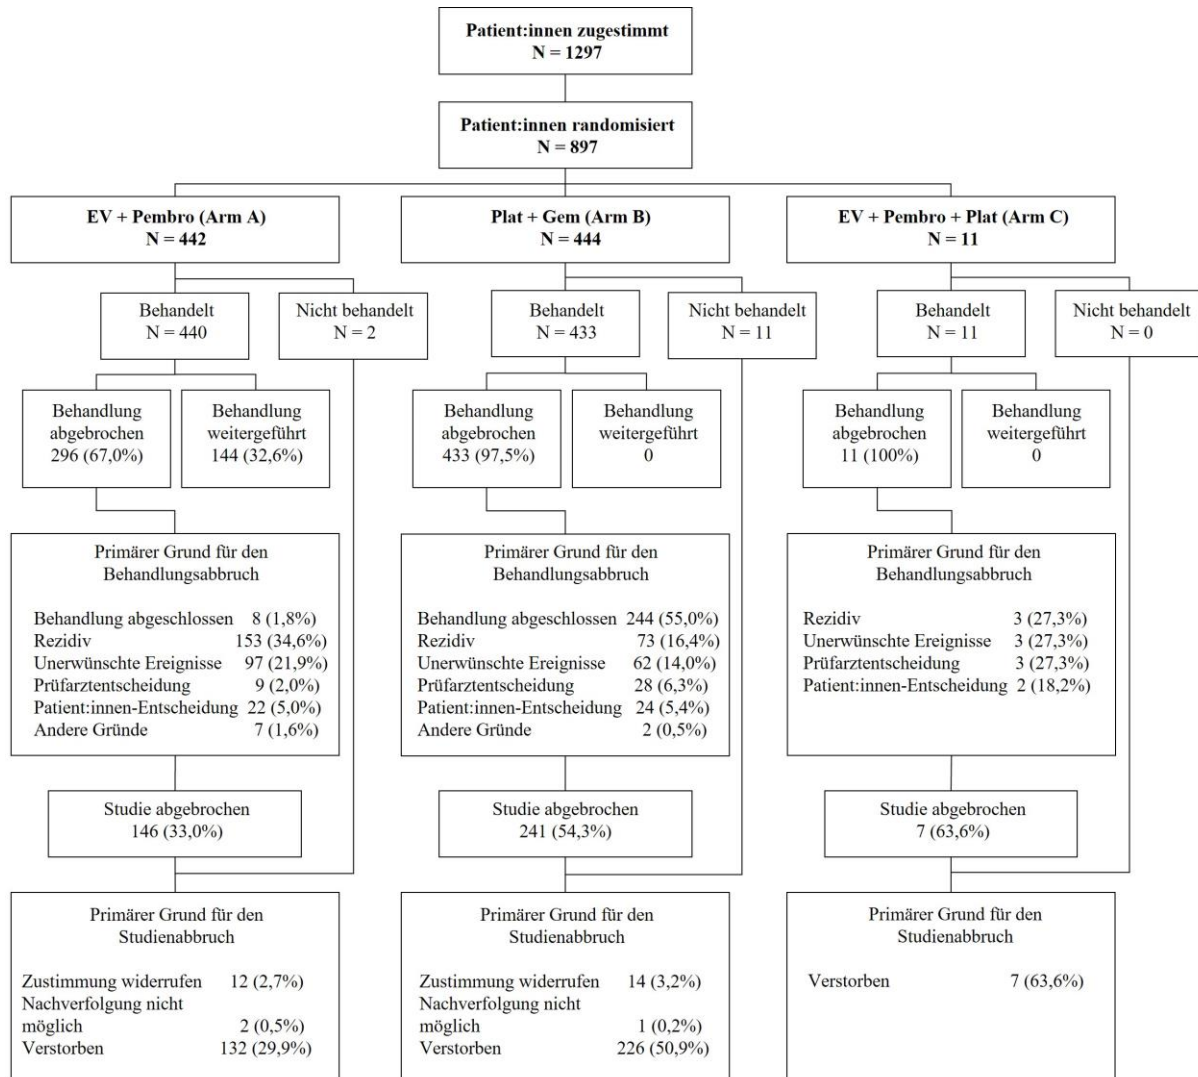 Patient:innen zugestimmt
N = 1297
Patient:innen randomisiert
N = 897
EV + Pembro (Arm A)
N = 442
Plat + Gem (Arm B)
N = 444
EV + Pembro + Plat (Arm C)
N = 11
Behandelt
N = 440
Nicht behandelt
N = 2
Behandelt
N = 433
Nicht behandelt
N = 11
Behandelt
N = 11
Nicht behandelt
N = 0
Behandlung
abgebrochen
296 (67,0%)
Behandlung
weitergeführt
144 (32,6%)
Behandlung
abgebrochen
433 (97,5%)
Behandlung
weitergeführt
0
Behandlung
abgebrochen
11 (100%)
Behandlung
weitergeführt
0
Primärer Grund für den
Behandlungsabbruch
Behandlung abgeschlossen 8 (1,8%)
Rezidiv 153 (34,6%)
Unerwünschte Ereignisse 97 (21,9%)
Prüfarztentscheidung 9 (2,0%)
Patient:innen-Entscheidung 22 (5,0%)
Andere Gründe 7 (1,6%)
Primärer Grund für den
Behandlungsabbruch
Behandlung abgeschlossen 244 (55,0%)
Rezidiv 73 (16,4%)
Unerwünschte Ereignisse 62 (14,0%)
Prüfarztentscheidung 28 (6,3%)
Patient:innen-Entscheidung 24 (5,4%)
Andere Gründe 2 (0,5%)
Primärer Grund für den
Behandlungsabbruch
Rezidiv 3 (27,3%)
Unerwünschte Ereignisse 3 (27,3%)
Prüfarztentscheidung 3 (27,3%)
Patient:innen-Entscheidung 2 (18,2%)
Studie abgebrochen
146 (33,0%)
Studie abgebrochen
241 (54,3%)
Studie abgebrochen
7 (63,6%)
Primärer Grund für den
Studienabbruch
Zustimmung widerrufen 12 (2,7%)
Nachverfolgung nicht
möglich 2 (0,5%)
Verstorben 132 (29,9%)
Primärer Grund für den
Studienabbruch
Zustimmung widerrufen 14 (3,2%)
Nachverfolgung nicht
möglich 1 (0,2%)
Verstorben 226 (50,9%)
Primärer Grund für den
Studienabbruch
Verstorben 7 (63,6%)